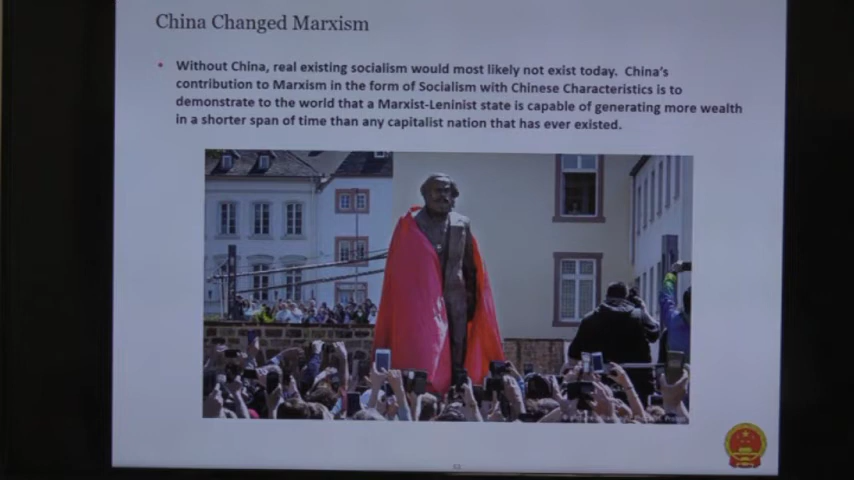 China Changed Marxism
• Without China, real existing socialism would most likely not exist today. China's
contribution to Marxism in the form of Socialism with Chinese Characteristics is to
demonstrate to the world that a Marxist-Leninist state is capable of generating more wealth
in a shorter span of time than any capitalist nation that has ever existed.